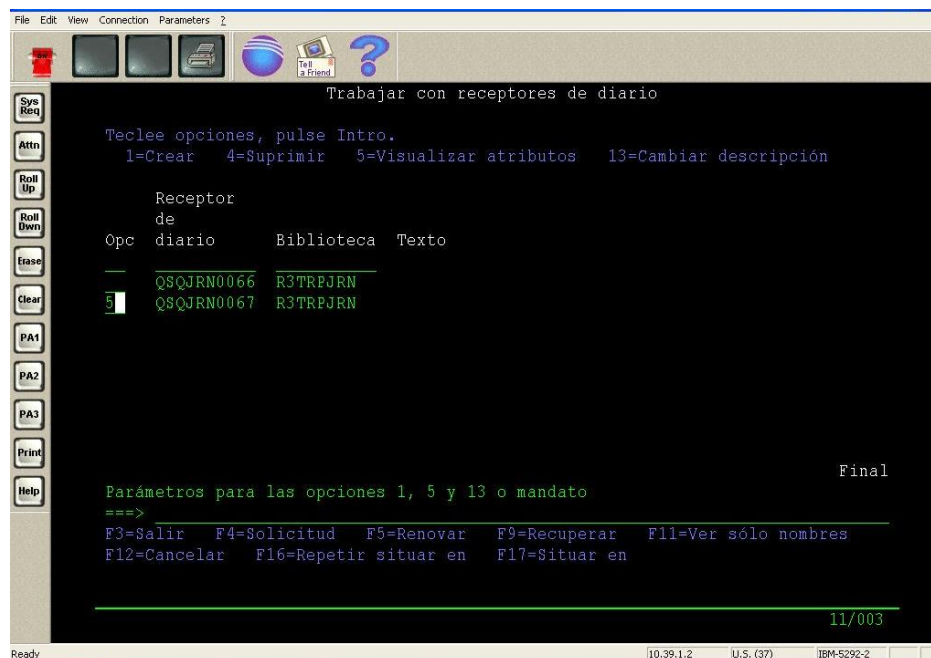 File Edit View Connection Parameters ?
Tell
a Friend
Sys
Req
Attn
Roll
Up
Roll
Dwn
Erase
Clear
PA1
PA2
PA3
Print
Help
Trabajar con receptores de diario
Teclee opciones, pulse Intro.
1=Crear 4=Suprimir 5=Visualizar atributos 13=Cambiar descripción
Receptor
de
Opc diario Biblioteca Texto
QSQJRN0066 R3TRPJRN
5 QSQJRN0067 R3TRPJRN
Final
Parámetros para las opciones 1, 5 y 13 o mandato
===>
F3=Salir F4=Solicitud F5=Renovar F9=Recuperar F11=Ver sólo nombres
F12=Cancelar F16=Repetir situar en F17=Situar en
11/003
Ready 10.39.1.2 U.S. (37) IBM-5292-2